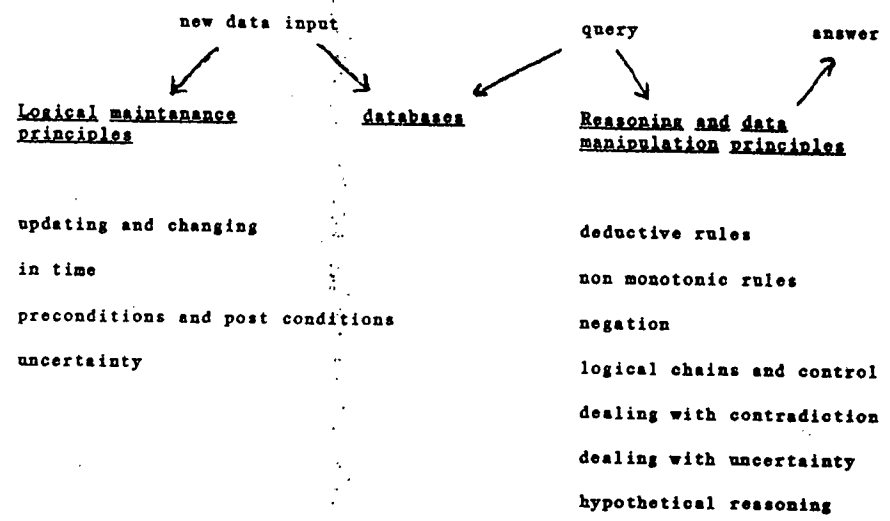 new data input
query
answer
Logical maintanance
principles
databases
Reasoning and data
manipulation principles
updating and changing
in time
preconditions and post conditions
uncertainty
deductive rules
non monotonic rules
negation
logical chains and control
dealing with contradiction
dealing with uncertainty
hypothetical reasoning